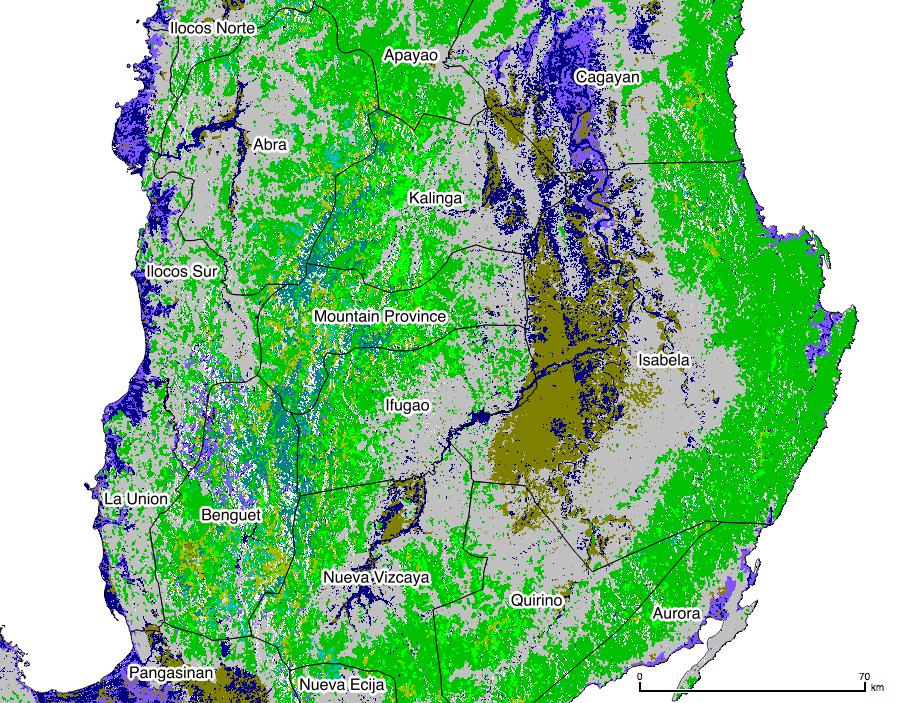 Ilocos Norte
Apayao
Cagayan
Abra
Kalinga
Ilocos Sur
Mountain Province
Isabela
Ifugao
La Union
Benguet
Nueva Vizcaya
Quirino
Aurora
Pangasinan
Nueva Ecija
0 70
km